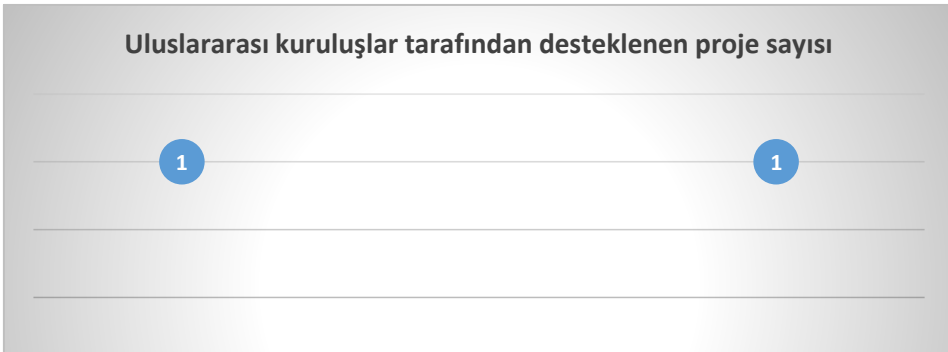 Uluslararası kuruluşlar tarafından desteklenen proje sayısı
1 1